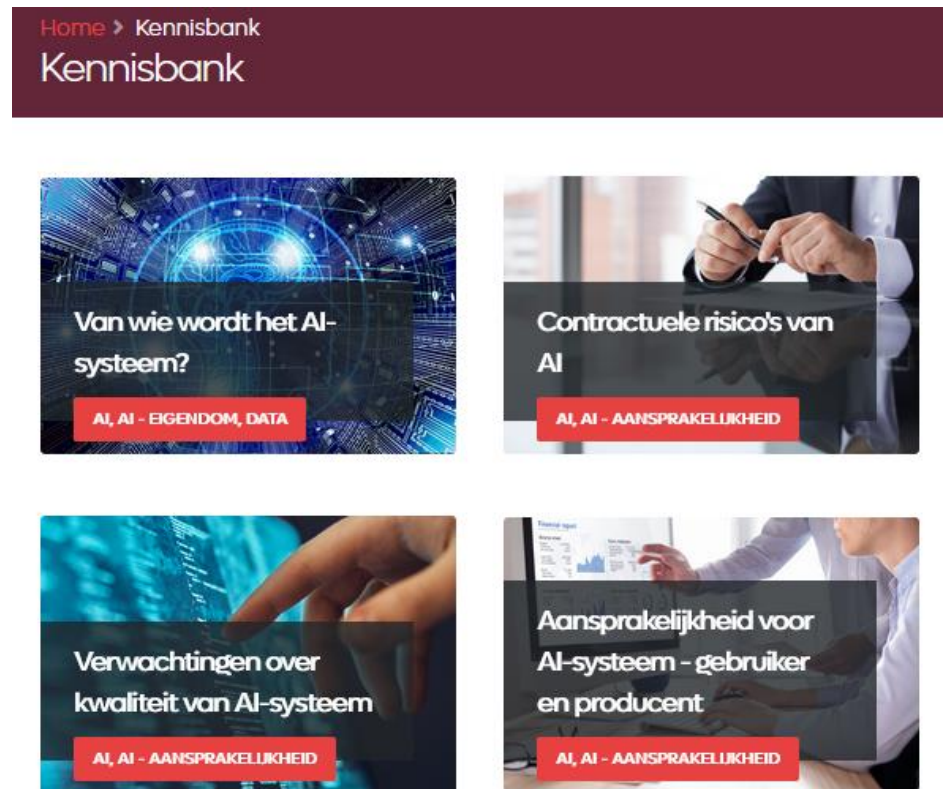 Home > Kennisbank
Kennisbank
Van wie wordt het AI-
systeem?
AI, AI - EIGENDOM, DATA
Contractuele risico's van
AI
AI, AI - AANSPRAKELIJKHEID
Verwachtingen over
kwaliteit van AI-systeem
AI, AI - AANSPRAKELIJKHEID
Financial report
Aansprakelijkheid voor
AI-systeem - gebruiker
en producent
AI, AI - AANSPRAKELIJKHEID